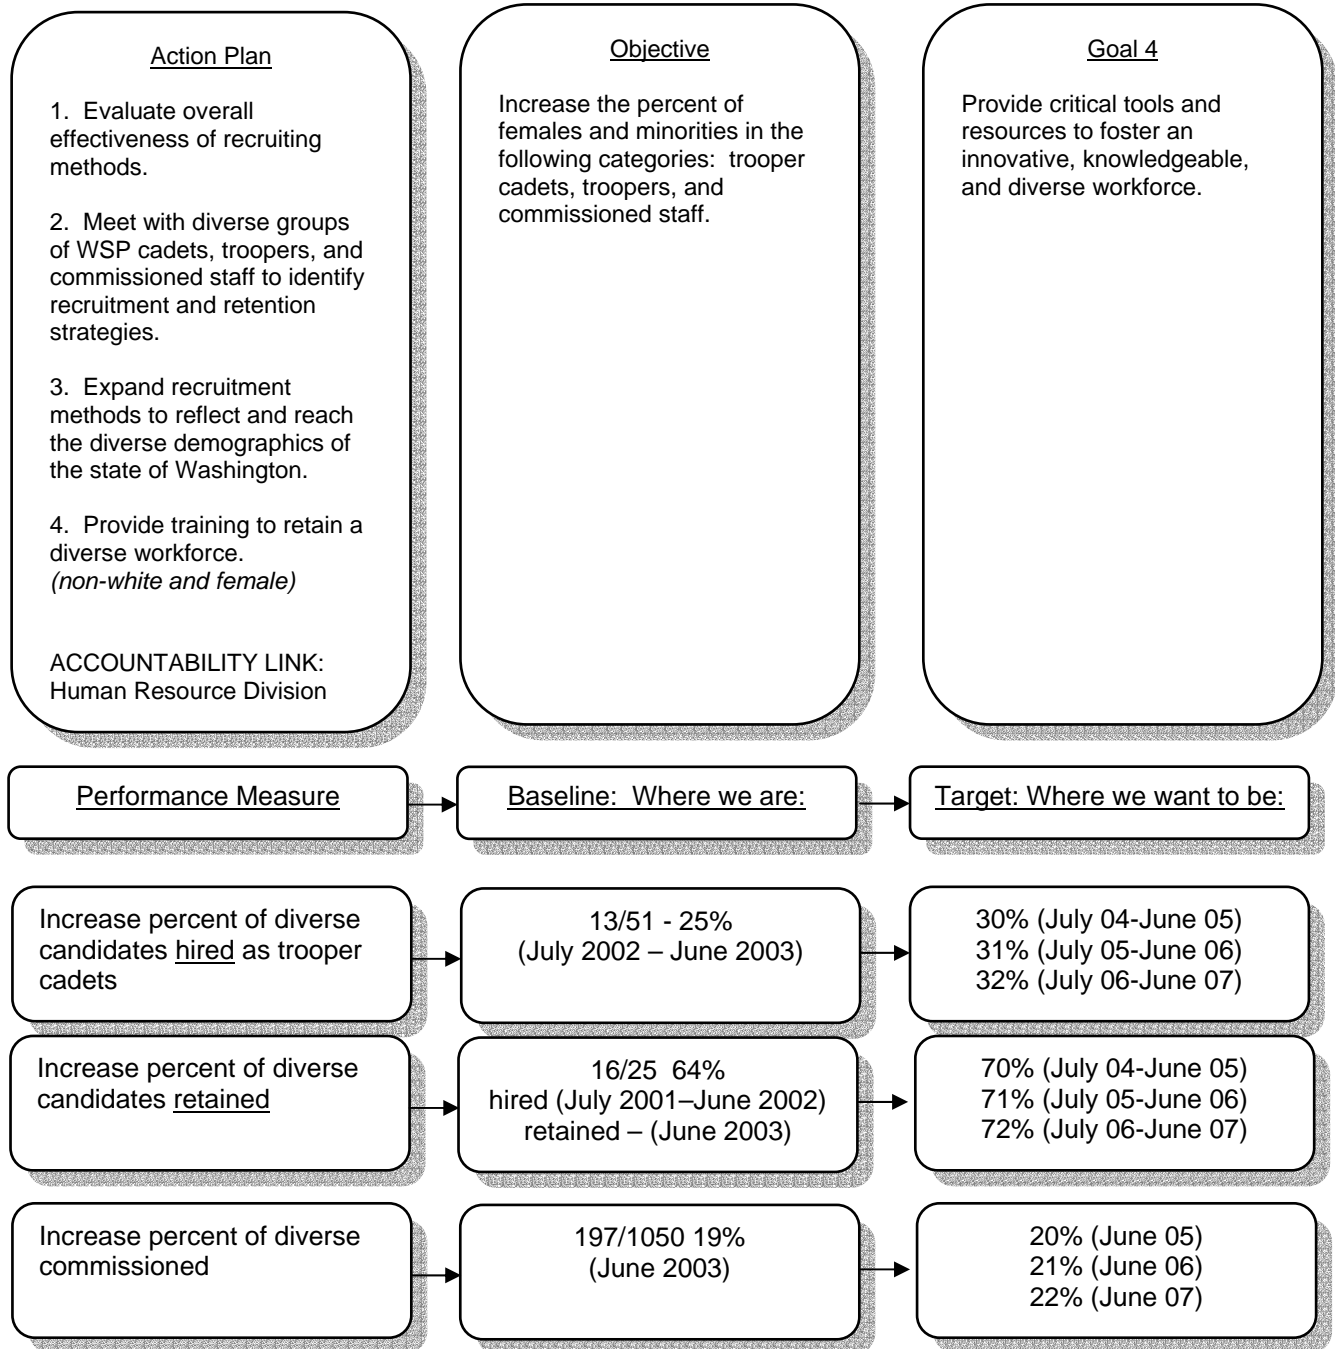 Action Plan
1. Evaluate overall
effectiveness of recruiting
methods.
2. Meet with diverse groups
of WSP cadets, troopers, and
commissioned staff to identify
recruitment and retention
strategies.
3. Expand recruitment
methods to reflect and reach
the diverse demographics of
the state of Washington.
4. Provide training to retain a
diverse workforce.
(non-white and female)
ACCOUNTABILITY LINK:
Human Resource Division
Objective
Increase the percent of
females and minorities in the
following categories: trooper
cadets, troopers, and
commissioned staff.
Goal 4
Provide critical tools and
resources to foster an
innovative, knowledgeable,
and diverse workforce.
Performance Measure
Baseline: Where we are:
Target: Where we want to be:
Increase percent of diverse
candidates hired as trooper
cadets
13/51 - 25%
(July 2002 – June 2003)
30% (July 04-June 05)
31% (July 05-June 06)
32% (July 06-June 07)
Increase percent of diverse
candidates retained
16/25 64%
hired (July 2001–June 2002)
retained – (June 2003)
70% (July 04-June 05)
71% (July 05-June 06)
72% (July 06-June 07)
Increase percent of diverse
commissioned
197/1050 19%
(June 2003)
20% (June 05)
21% (June 06)
22% (June 07)